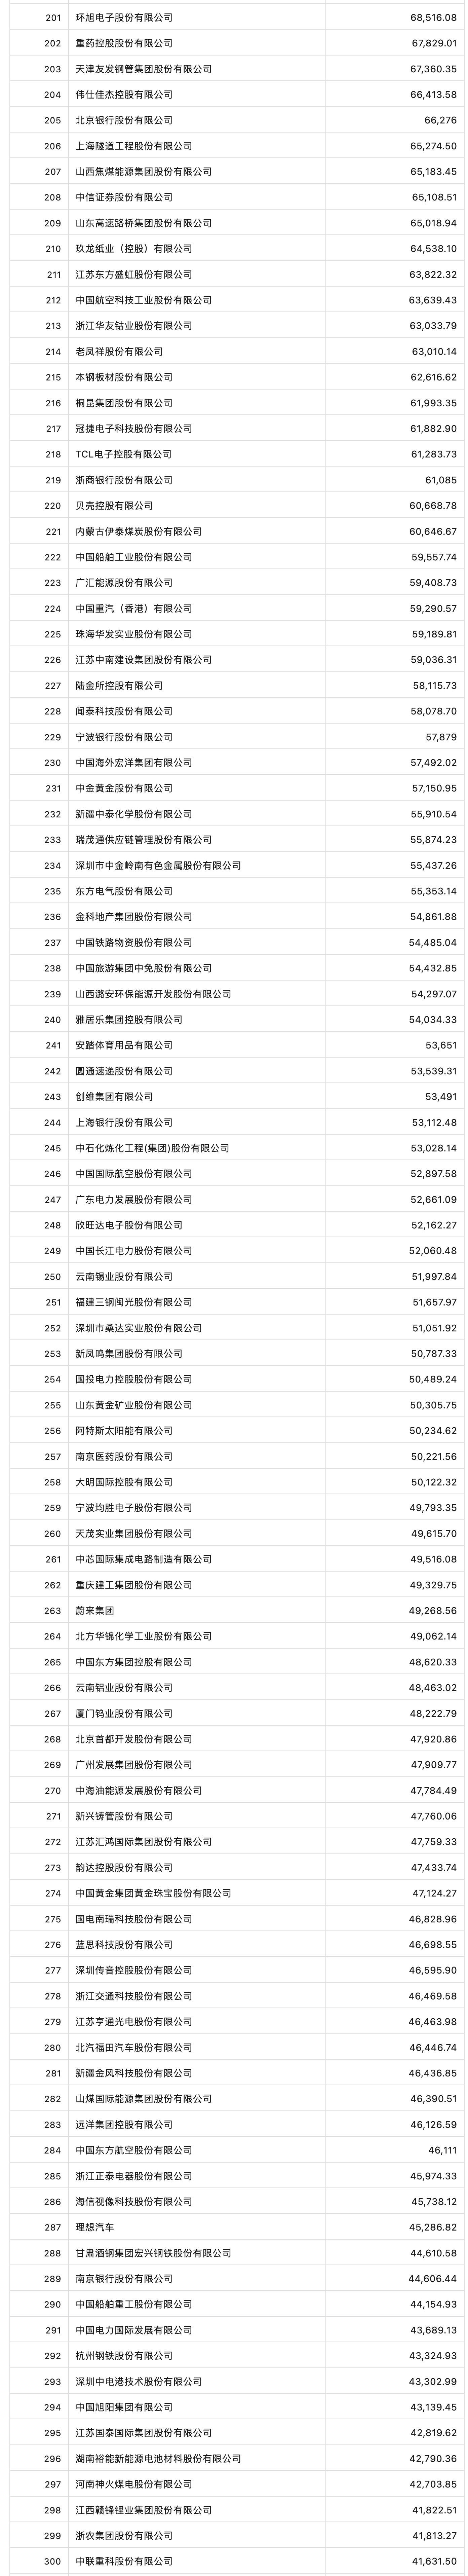 201 环旭电子股份有限公司 68,516.08
202 重药控股股份有限公司 67,829.01
203 天津友发钢管集团股份有限公司 67,360.35
204 伟仕佳杰控股有限公司 66,413.58
205 北京银行股份有限公司 66,276
206 上海隧道工程股份有限公司 65,274.50
207 山西焦煤能源集团股份有限公司 65,183.45
208 中信证券股份有限公司 65,108.51
209 山东高速路桥集团股份有限公司 65,018.94
210 玖龙纸业（控股）有限公司 64,538.10
211 江苏东方盛虹股份有限公司 63,822.32
212 中国航空科技工业股份有限公司 63,639.43
213 浙江华友钴业股份有限公司 63,033.79
214 老凤祥股份有限公司 63,010.14
215 本钢板材股份有限公司 62,616.62
216 桐昆集团股份有限公司 61,993.35
217 冠捷电子科技股份有限公司 61,882.90
218 TCL电子控股有限公司 61,283.73
219 浙商银行股份有限公司 61,085
220 贝壳控股有限公司 60,668.78
221 内蒙古伊泰煤炭股份有限公司 60,646.67
222 中国船舶工业股份有限公司 59,557.74
223 广汇能源股份有限公司 59,408.73
224 中国重汽（香港）有限公司 59,290.57
225 珠海华发实业股份有限公司 59,189.81
226 江苏中南建设集团股份有限公司 59,036.31
227 陆金所控股有限公司 58,115.73
228 闻泰科技股份有限公司 58,078.70
229 宁波银行股份有限公司 57,879
230 中国海外宏洋集团有限公司 57,492.02
231 中金黄金股份有限公司 57,150.95
232 新疆中泰化学股份有限公司 55,910.54
233 瑞茂通供应链管理股份有限公司 55,874.23
234 深圳市中金岭南有色金属股份有限公司 55,437.26
235 东方电气股份有限公司 55,353.14
236 金科地产集团股份有限公司 54,861.88
237 中国铁路物资股份有限公司 54,485.04
238 中国旅游集团中免股份有限公司 54,432.85
239 山西潞安环保能源开发股份有限公司 54,297.07
240 雅居乐集团控股有限公司 54,034.33
241 安踏体育用品有限公司 53,651
242 圆通速递股份有限公司 53,539.31
243 创维集团有限公司 53,491
244 上海银行股份有限公司 53,112.48
245 中石化炼化工程(集团)股份有限公司 53,028.14
246 中国国际航空股份有限公司 52,897.58
247 广东电力发展股份有限公司 52,661.09
248 欣旺达电子股份有限公司 52,162.27
249 中国长江电力股份有限公司 52,060.48
250 云南锡业股份有限公司 51,997.84
251 福建三钢闽光股份有限公司 51,657.97
252 深圳市桑达实业股份有限公司 51,051.92
253 新凤鸣集团股份有限公司 50,787.33
254 国投电力控股股份有限公司 50,489.24
255 山东黄金矿业股份有限公司 50,305.75
256 阿特斯太阳能有限公司 50,234.62
257 南京医药股份有限公司 50,221.56
258 大明国际控股有限公司 50,122.32
259 宁波均胜电子股份有限公司 49,793.35
260 天茂实业集团股份有限公司 49,615.70
261 中芯国际集成电路制造有限公司 49,516.08
262 重庆建工集团股份有限公司 49,329.75
263 蔚来集团 49,268.56
264 北方华锦化学工业股份有限公司 49,062.14
265 中国东方集团控股有限公司 48,620.33
266 云南铝业股份有限公司 48,463.02
267 厦门钨业股份有限公司 48,222.79
268 北京首都开发股份有限公司 47,920.86
269 广州发展集团股份有限公司 47,909.77
270 中海油能源发展股份有限公司 47,784.49
271 新兴铸管股份有限公司 47,760.06
272 江苏汇鸿国际集团股份有限公司 47,759.33
273 韵达控股股份有限公司 47,433.74
274 中国黄金集团黄金珠宝股份有限公司 47,124.27
275 国电南瑞科技股份有限公司 46,828.96
276 蓝思科技股份有限公司 46,698.55
277 深圳传音控股股份有限公司 46,595.90
278 浙江交通科技股份有限公司 46,469.58
279 江苏亨通光电股份有限公司 46,463.98
280 北汽福田汽车股份有限公司 46,446.74
281 新疆金风科技股份有限公司 46,436.85
282 山煤国际能源集团股份有限公司 46,390.51
283 远洋集团控股有限公司 46,126.59
284 中国东方航空股份有限公司 46,111
285 浙江正泰电器股份有限公司 45,974.33
286 海信视像科技股份有限公司 45,738.12
287 理想汽车 45,286.82
288 甘肃酒钢集团宏兴钢铁股份有限公司 44,610.58
289 南京银行股份有限公司 44,606.44
290 中国船舶重工股份有限公司 44,154.93
291 中国电力国际发展有限公司 43,689.13
292 杭州钢铁股份有限公司 43,324.93
293 深圳中电港技术股份有限公司 43,302.99
294 中国旭阳集团有限公司 43,139.45
295 江苏国泰国际集团股份有限公司 42,819.62
296 湖南裕能新能源电池材料股份有限公司 42,790.36
297 河南神火煤电股份有限公司 42,703.85
298 江西赣锋锂业集团股份有限公司 41,822.51
299 浙农集团股份有限公司 41,813.27
300 中联重科股份有限公司 41,631.50